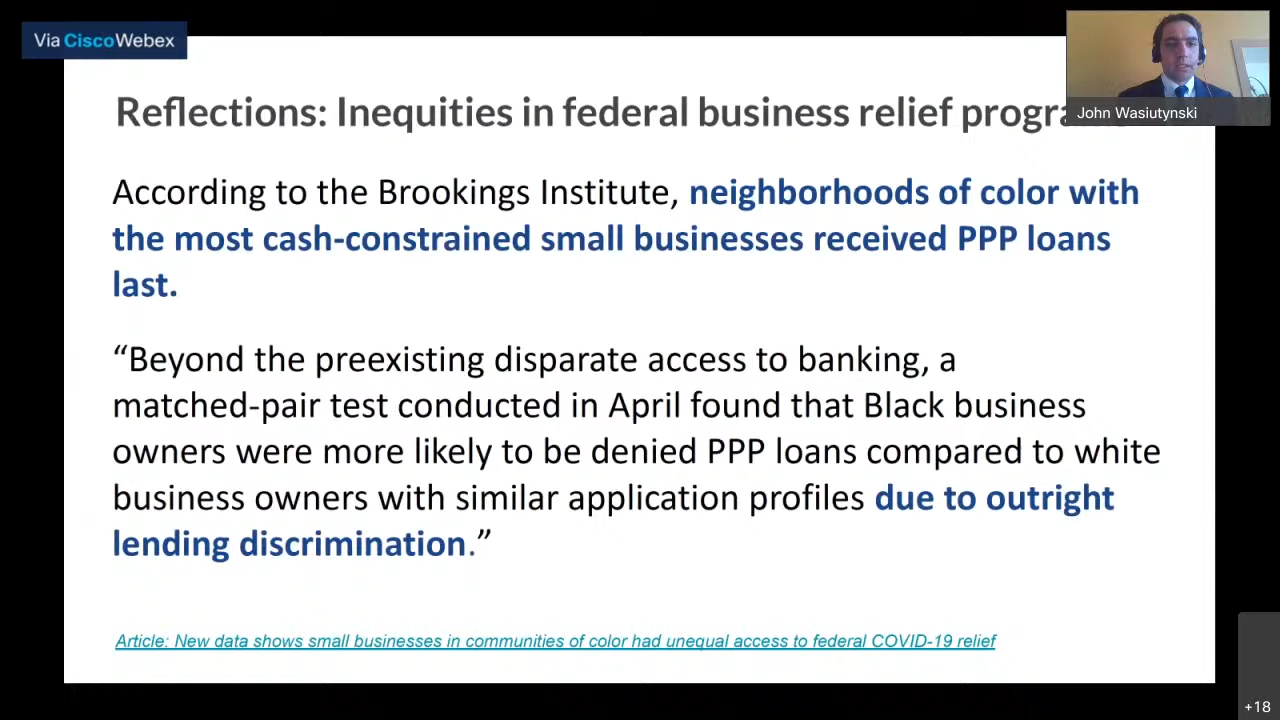 Via CiscoWebex
John Wasiutynski
Reflections: Inequities in federal business relief
According to the Brookings Institute, neighborhoods of color with
the most cash-constrained small businesses received PPP loans
last.
“Beyond the preexisting disparate access to banking, a
matched-pair test conducted in April found that Black business
owners were more likely to be denied PPP loans compared to white
business owners with similar application profiles due to outright
lending discrimination.”
Article: New data shows small businesses in communities of color had unequal access to federal COVID-19 relief
+18